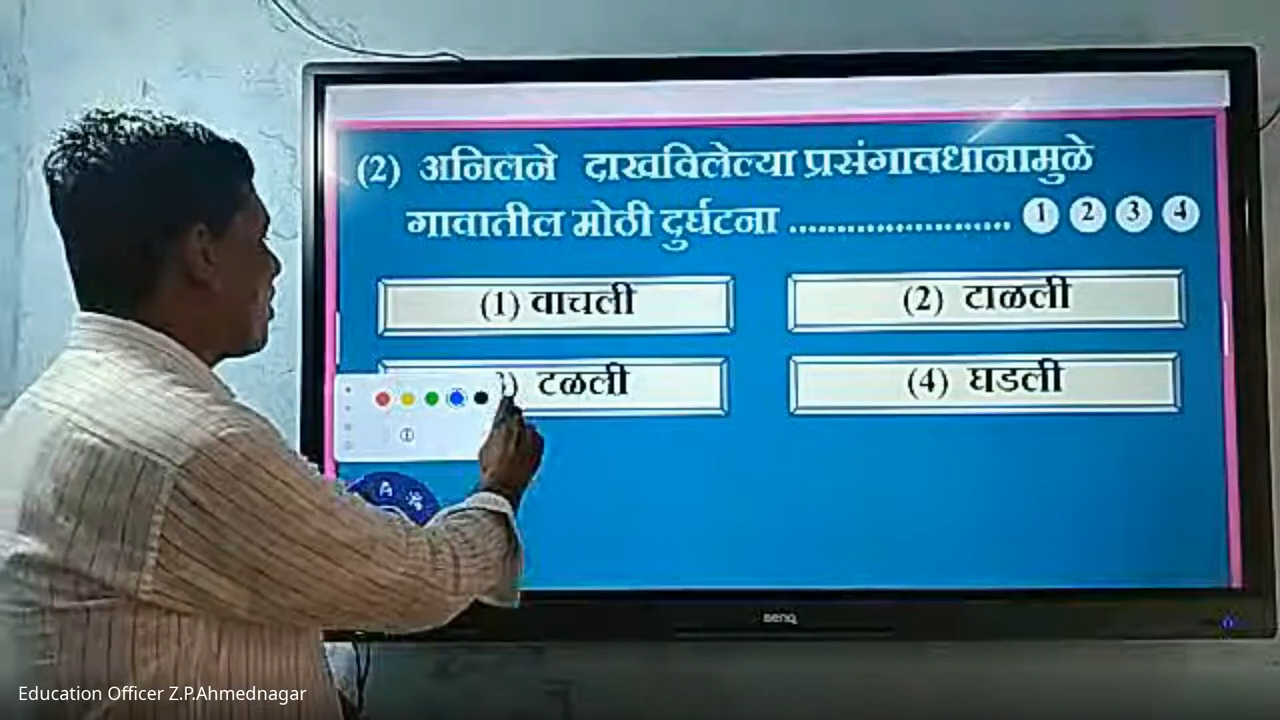 (2) अनिलने दाखविलेल्या प्रसंगावधानामुळे
गावातील मोठी दुर्घटना ...................... 1 2 3 4
(1) वाचली
(2) टाळली
) टळली
(4) घडली
A
BenQ
Education Officer Z.P.Ahmednagar